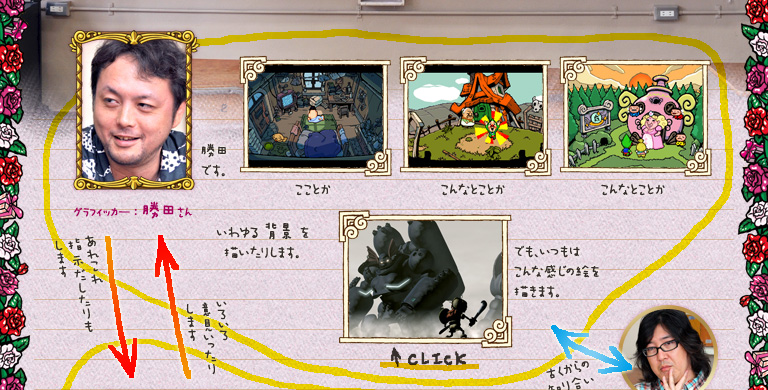 勝田
です。
こことか
こんなとことか
こんなとことか
グラフィッカー:勝田さん
いわゆる背景を
描いたりします。
でも、いつもは
こんな感じの絵を
描きます。
あれこれ
指示だしたりも
します
いろいろ
意見いったり
します
CLICK
古くからの
知り合い